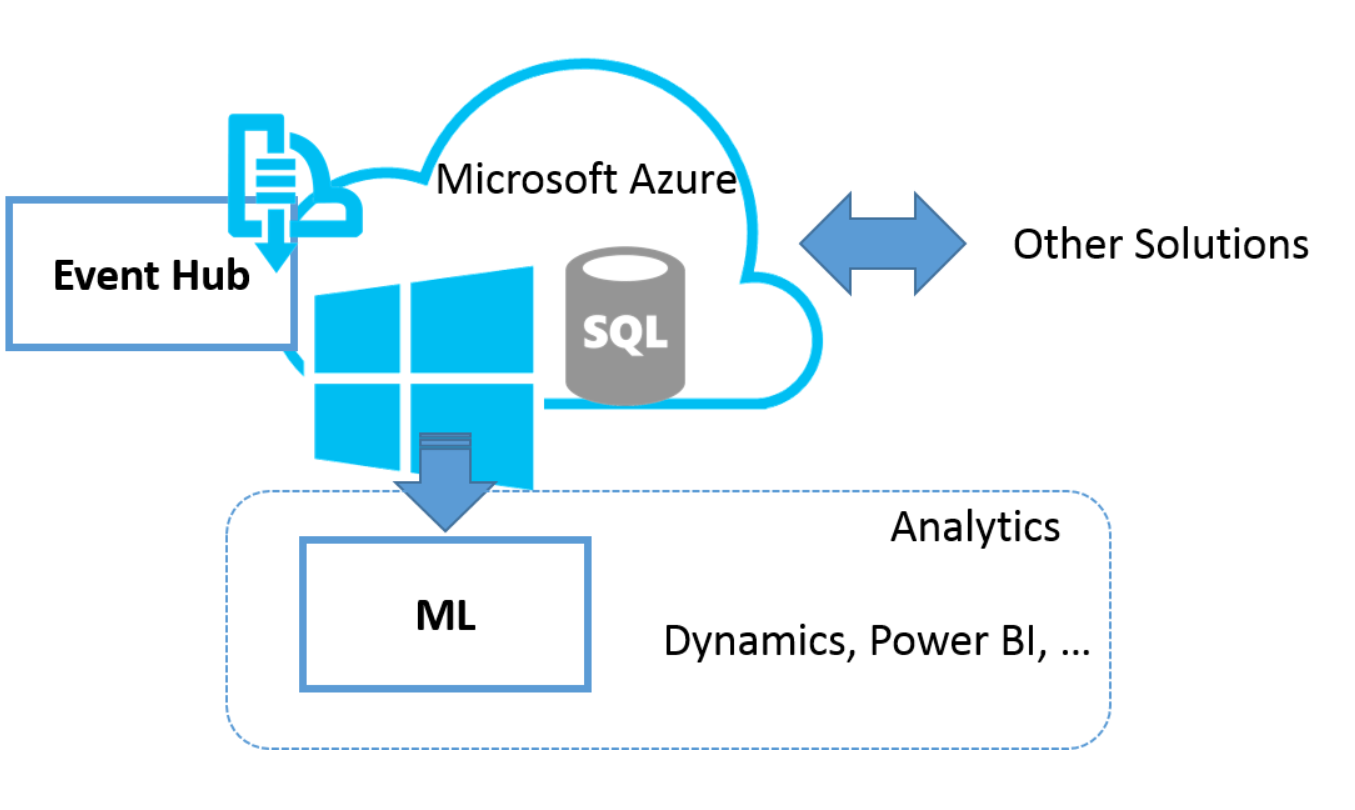 Microsoft Azure
Event Hub
Other Solutions
SQL
Analytics
ML
Dynamics, Power BI, ...